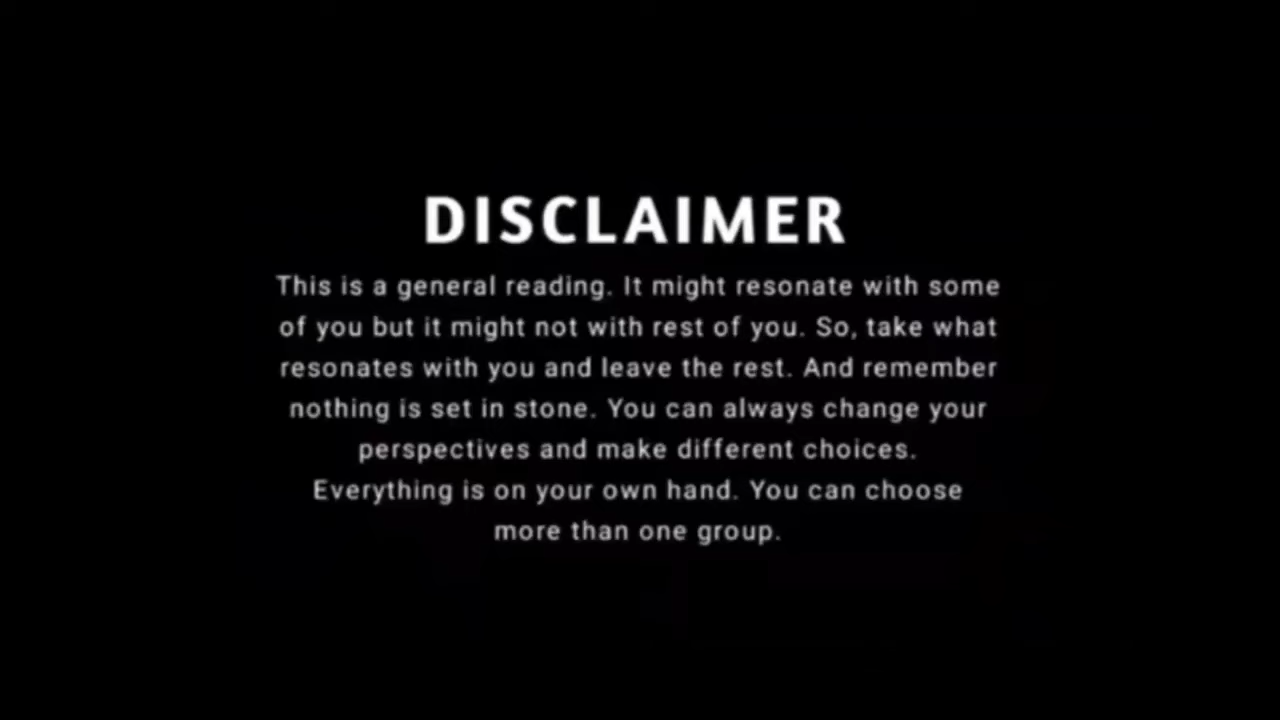 DISCLAIMER
This is a general reading. It might resonate with some
of you but it might not with rest of you. So, take what
resonates with you and leave the rest. And remember
nothing is set in stone. You can always change your
perspectives and make different choices.
Everything is on your own hand. You can choose
more than one group.